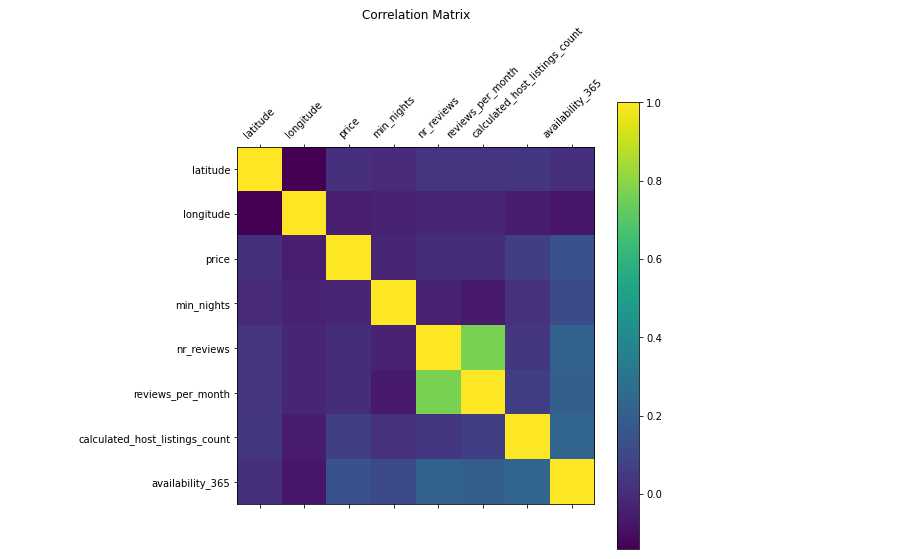 Correlation Matrix
latitude
longitude
price
min_nights
nr_reviews
reviews_per_month
calculated_host_listings_count
availability_365
latitude
longitude
price
min_nights
nr_reviews
reviews_per_month
calculated_host_listings_count
availability_365
1.0
0.8
0.6
0.4
0.2
0.0